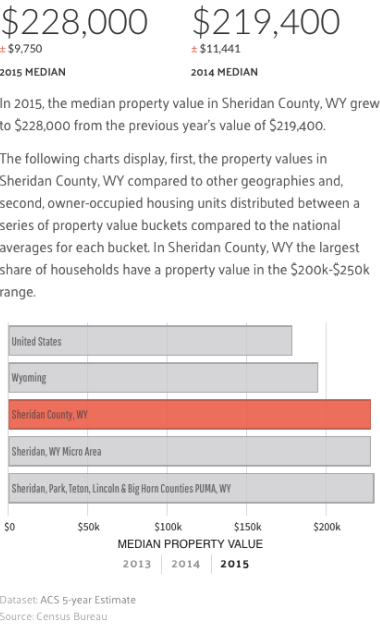 $228,000 $219,400
± $9,750 ± $11,441
2015 MEDIAN 2014 MEDIAN
In 2015, the median property value in Sheridan County, WY grew
to $228,000 from the previous year's value of $219,400.
The following charts display, first, the property values in
Sheridan County, WY compared to other geographies and,
second, owner-occupied housing units distributed between a
series of property value buckets compared to the national
averages for each bucket. In Sheridan County, WY the largest
share of households have a property value in the $200k-$250k
range.
United States
Wyoming
Sheridan County, WY
Sheridan, WY Micro Area
Sheridan, Park, Teton, Lincoln & Big Horn Counties PUMA, WY
$0 $50k $100k $150k $200k
MEDIAN PROPERTY VALUE
2013 2014 2015
Dataset: ACS 5-year Estimate
Source: Census Bureau